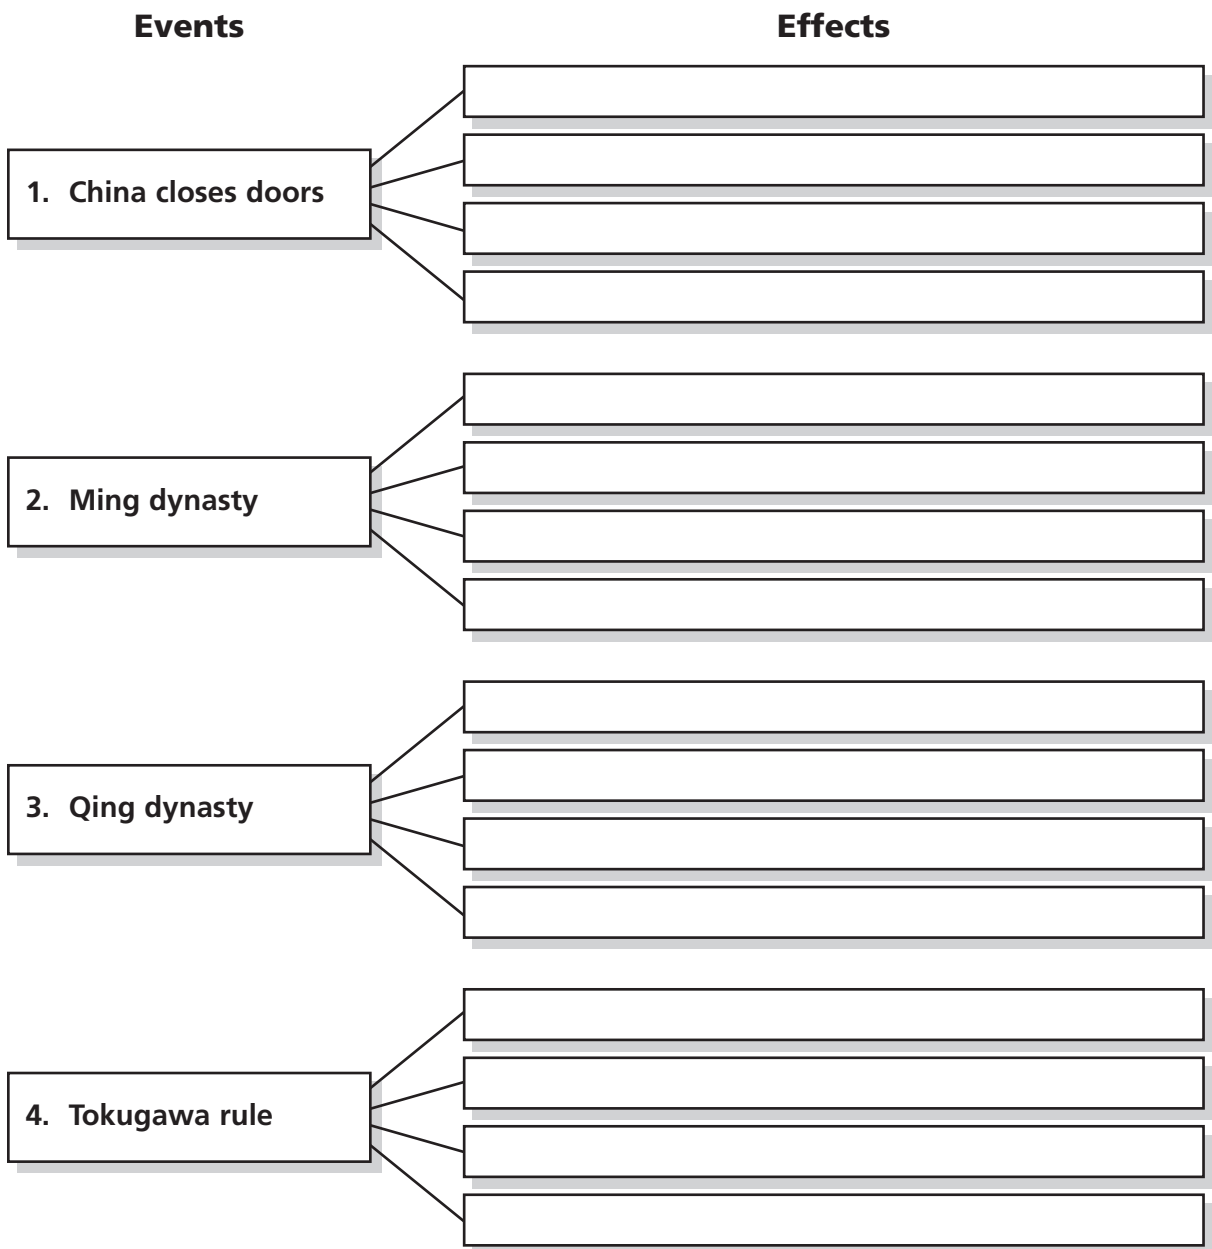 Events
Effects
1. China closes doors
2. Ming dynasty
3. Qing dynasty
4. Tokugawa rule